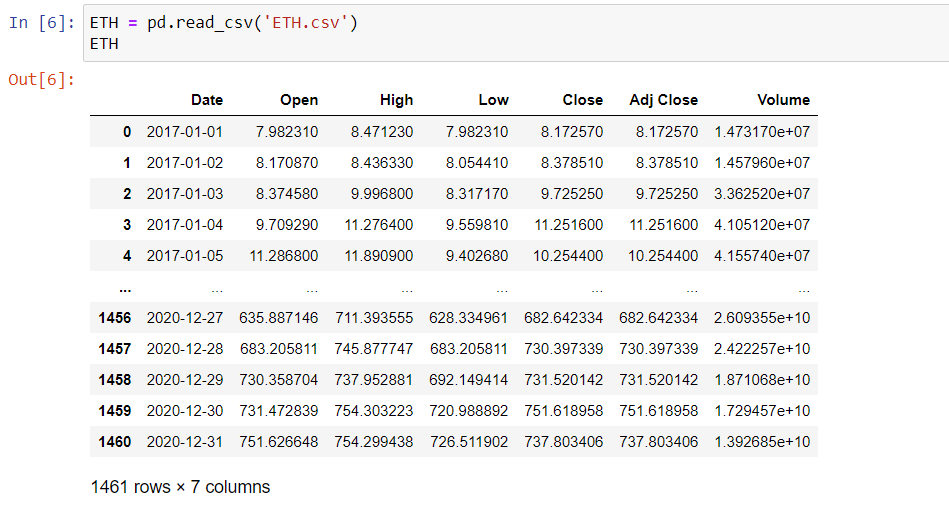 In [6]: ETH = pd.read_csv('ETH.csv')
ETH
Out[6]:
Date Open High Low Close Adj Close Volume
0 2017-01-01 7.982310 8.471230 7.982310 8.172570 8.172570 1.473170e+07
1 2017-01-02 8.170870 8.436330 8.054410 8.378510 8.378510 1.457960e+07
2 2017-01-03 8.374580 9.996800 8.317170 9.725250 9.725250 3.362520e+07
3 2017-01-04 9.709290 11.276400 9.559810 11.251600 11.251600 4.105120e+07
4 2017-01-05 11.286800 11.890900 9.402680 10.254400 10.254400 4.155740e+07
... ... ... ... ... ... ... ...
1456 2020-12-27 635.887146 711.393555 628.334961 682.642334 682.642334 2.609355e+10
1457 2020-12-28 683.205811 745.877747 683.205811 730.397339 730.397339 2.422257e+10
1458 2020-12-29 730.358704 737.952881 692.149414 731.520142 731.520142 1.871068e+10
1459 2020-12-30 731.472839 754.303223 720.988892 751.618958 751.618958 1.729457e+10
1460 2020-12-31 751.626648 754.299438 726.511902 737.803406 737.803406 1.392685e+10
1461 rows × 7 columns